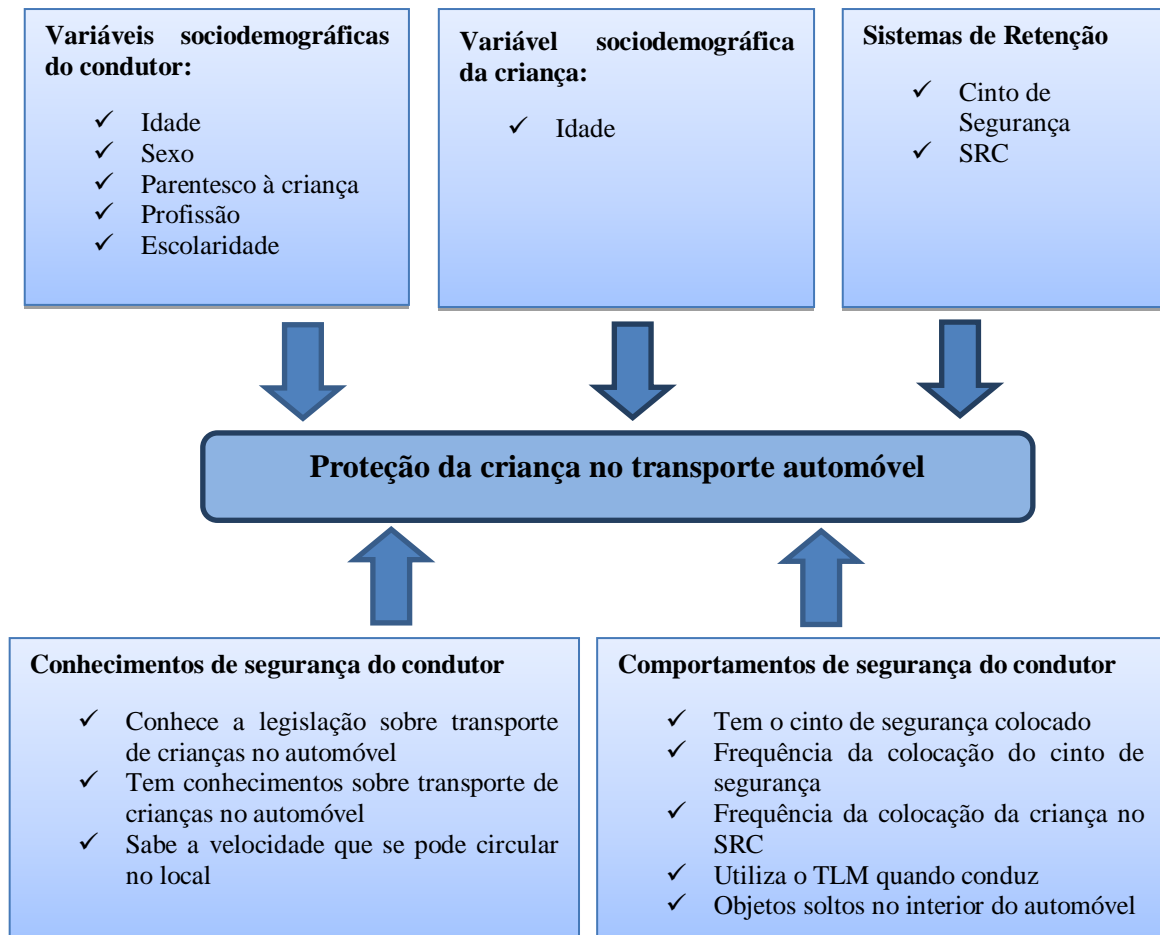 Variáveis sociodemográficas
do condutor:
✓ Idade
✓ Sexo
✓ Parentesco à criança
✓ Profissão
✓ Escolaridade
Variável sociodemográfica
da criança:
✓ Idade
Sistemas de Retenção
✓ Cinto de
Segurança
✓ SRC
Proteção da criança no transporte automóvel
Conhecimentos de segurança do condutor
✓ Conhece a legislação sobre transporte
de crianças no automóvel
✓ Tem conhecimentos sobre transporte de
crianças no automóvel
✓ Sabe a velocidade que se pode circular
no local
Comportamentos de segurança do condutor
✓ Tem o cinto de segurança colocado
✓ Frequência da colocação do cinto de
segurança
✓ Frequência da colocação da criança no
SRC
✓ Utiliza o TLM quando conduz
✓ Objetos soltos no interior do automóvel